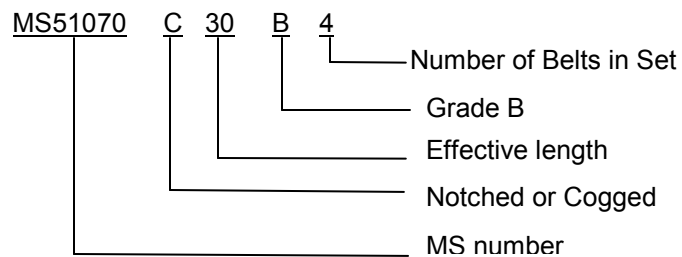 MS51070 C 30 B 4
Number of Belts in Set
Grade B
Effective length
Notched or Cogged
MS number